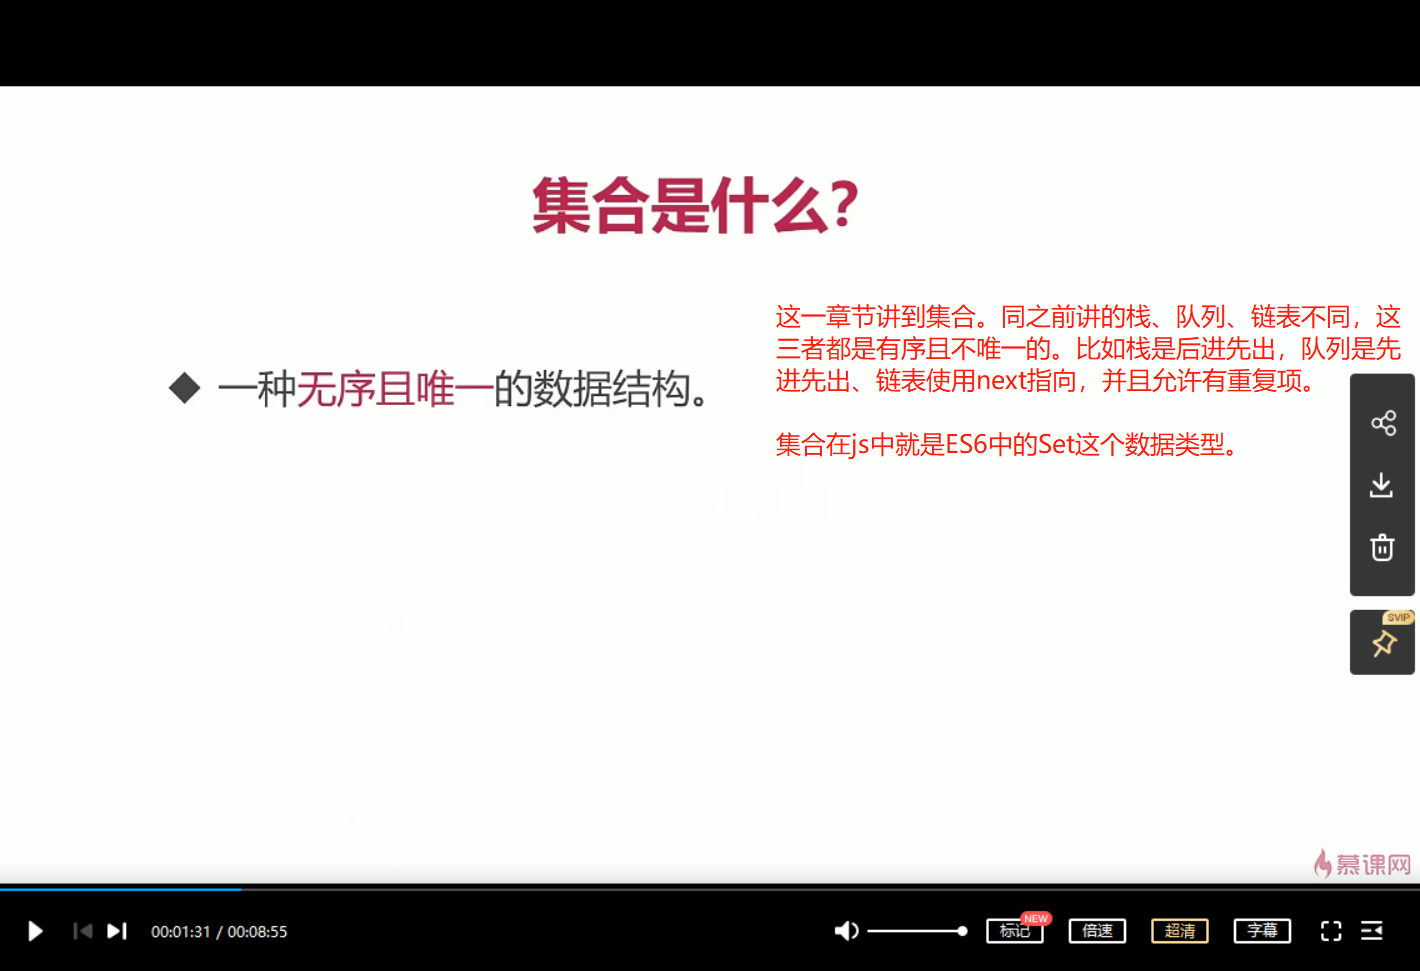 集合是什么?
◆ 一种无序且唯一的数据结构。
这一章节讲到集合。同之前讲的栈、队列、链表不同，这
三者都是有序且不唯一的。比如栈是后进先出，队列是先
进先出、链表使用next指向，并且允许有重复项。
集合在js中就是ES6中的Set这个数据类型。
SVIP
慕课网
00:01:31 / 00:08:55
标记
NEW
倍速
超清
字幕